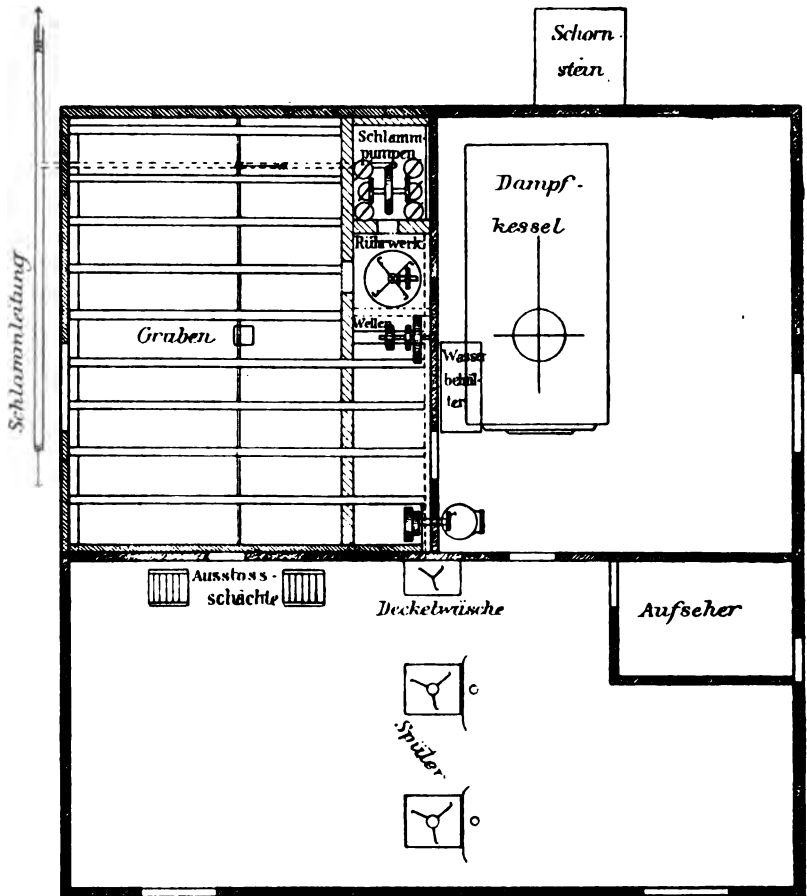 Schorn
stein
Schlamm-
pumpen
Dampf-
kessel
Rührwerk
Schlammleitung
Wellen
Graben
Wasser
behäl-
ter
Ausstoss-
schächte
Deckelwäsche
Aufseher
Spüler